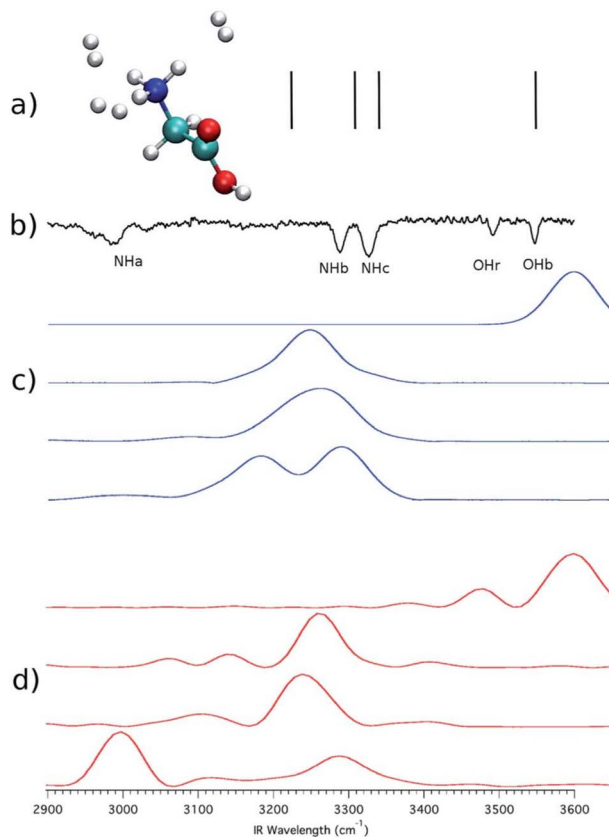 a)
b)
NHa
NHb
NHc
OHr
OHb
c)
d)
2900
3000
3100
3200
3300
3400
3500
3600
IR Wavelength (cm⁻¹)